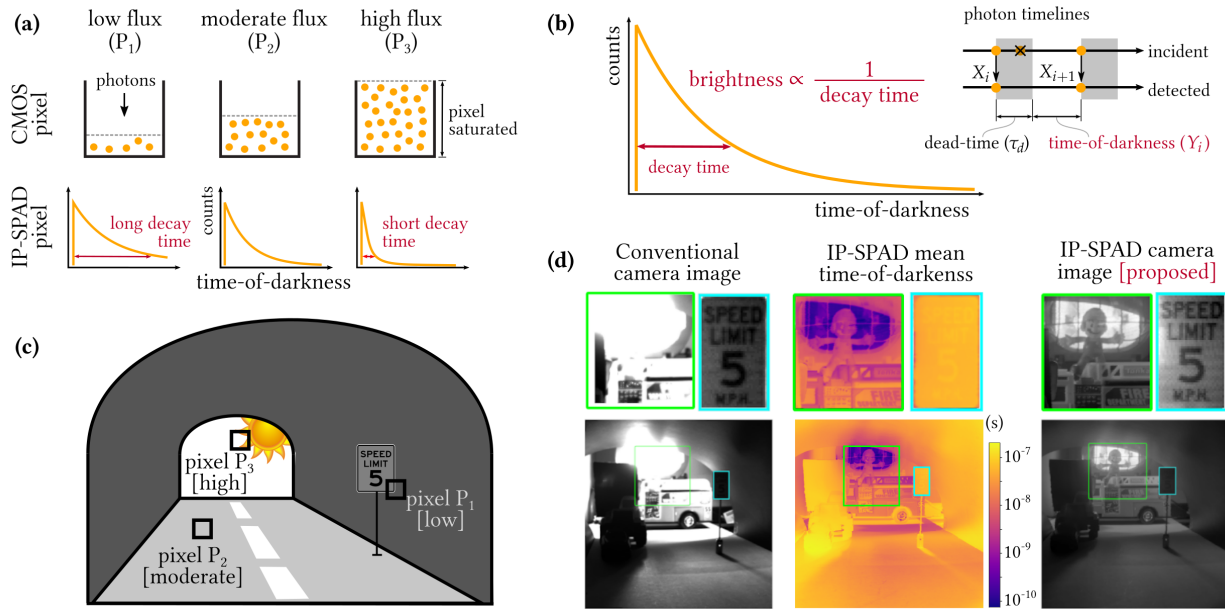 (a)
low flux
(P₁)
moderate flux
(P₂)
high flux
(P₃)
CMOS
pixel
photons
pixel
saturated
IP-SPAD
pixel
long decay
time
counts
short decay
time
time-of-darkness
(b)
counts
brightness ∝ 1
decay time
decay time
time-of-darkness
photon timelines
incident
Xᵢ
Xᵢ₊₁
detected
dead-time (τ_d)
time-of-darkness (Yᵢ)
(c)
pixel P₃
[high]
SPEED
LIMIT
5
pixel P₁
[low]
pixel P₂
[moderate]
(d)
Conventional
camera image
IP-SPAD mean
time-of-darkenss
IP-SPAD camera
image [proposed]
SPEED
LIMIT
5
M.P.H.
FIRE
SPEED
LIMIT
5
M.P.H.
(s)
10⁻⁷
10⁻⁸
10⁻⁹
10⁻¹⁰